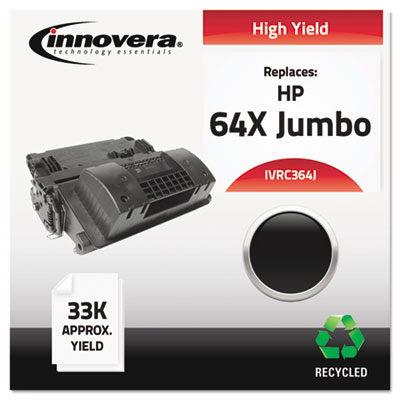 innovera
technology essentials
High Yield
Replaces:
HP
64X Jumbo
IVRC364J
33K
APPROX.
YIELD
RECYCLED